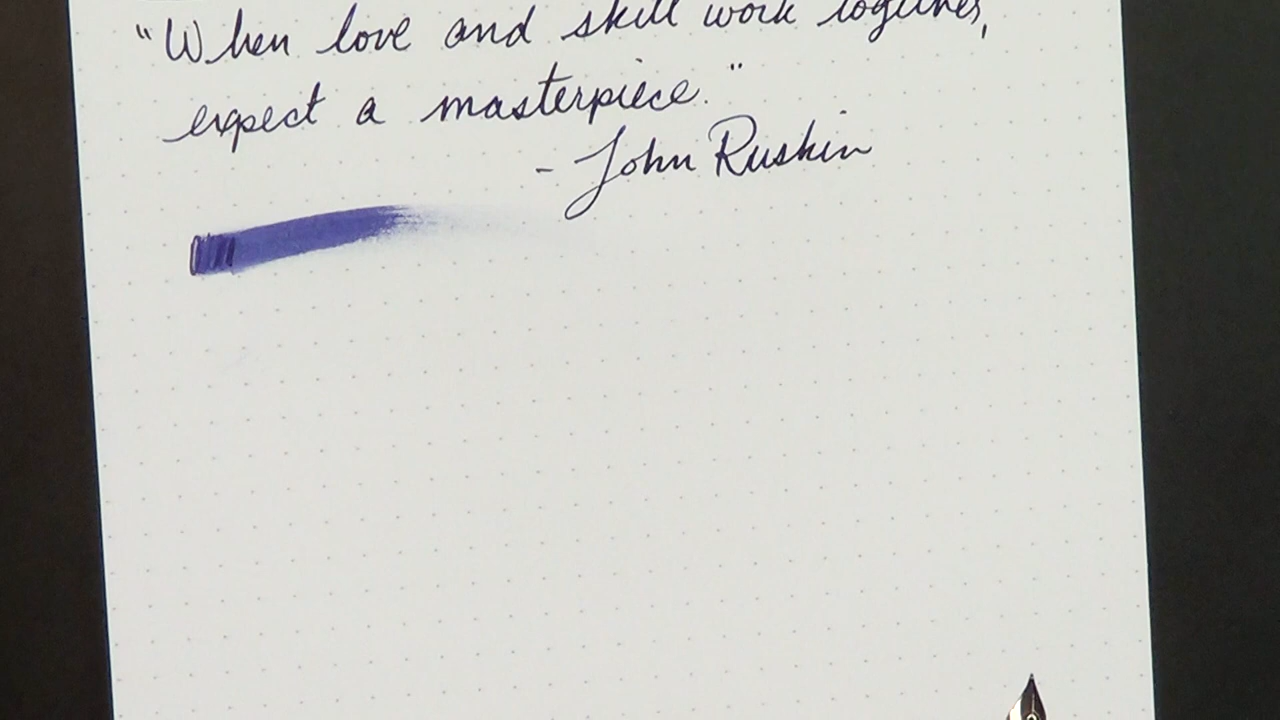 "When love and skill work together,
expect a masterpiece."
- John Ruskin